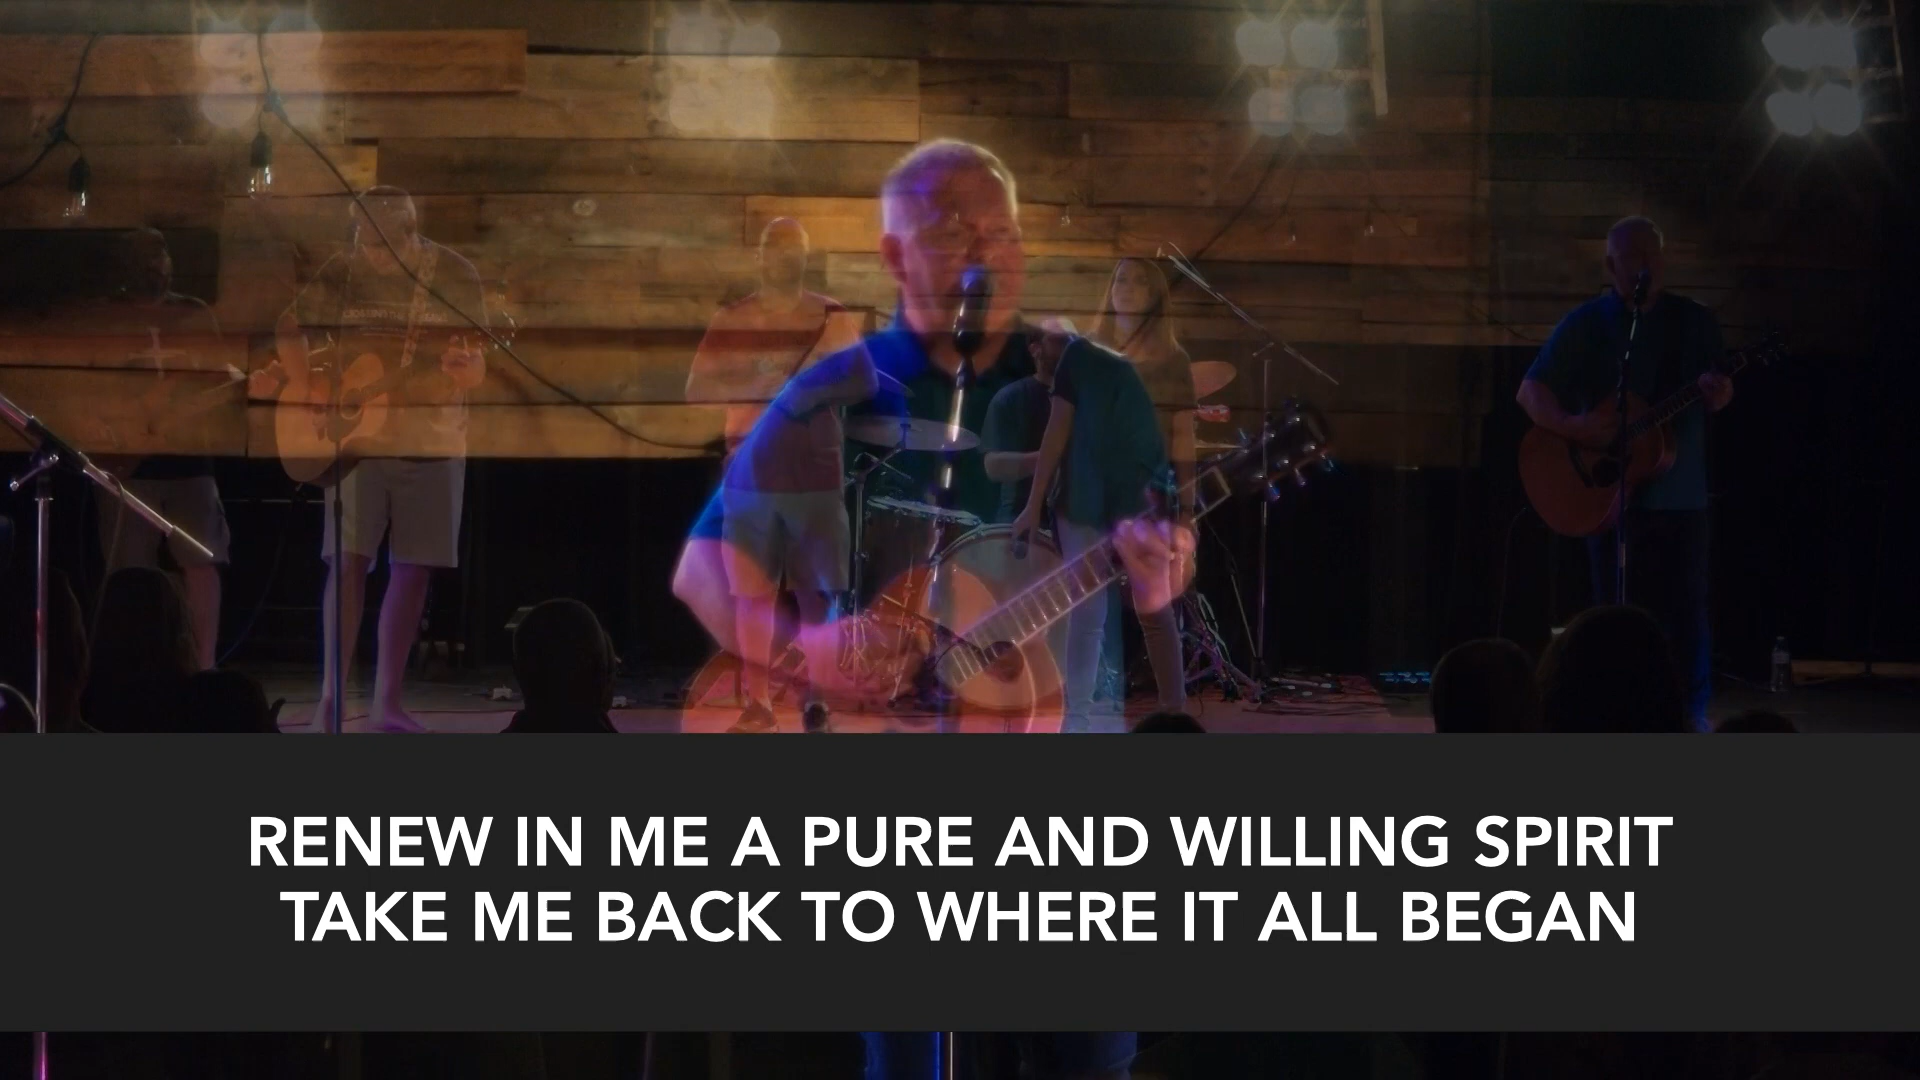 RENEW IN ME A PURE AND WILLING SPIRIT
TAKE ME BACK TO WHERE IT ALL BEGAN